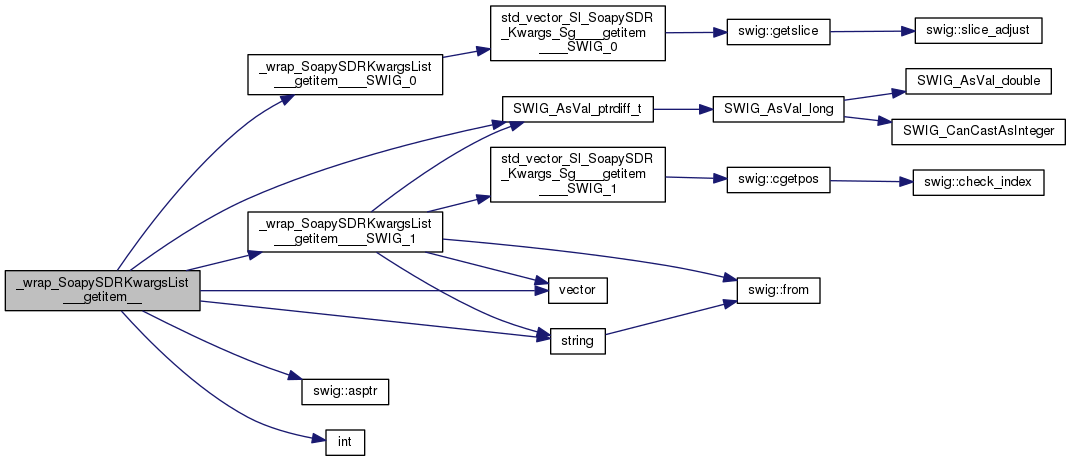 std_vector_Sl_SoapySDR
_Kwargs_Sg____getitem
____SWIG_0
swig::getslice
swig::slice_adjust
_wrap_SoapySDRKwargsList
___getitem____SWIG_0
SWIG_AsVal_double
SWIG_AsVal_ptrdiff_t
SWIG_AsVal_long
SWIG_CanCastAsInteger
std_vector_Sl_SoapySDR
_Kwargs_Sg____getitem
____SWIG_1
swig::cgetpos
swig::check_index
_wrap_SoapySDRKwargsList
___getitem____SWIG_1
_wrap_SoapySDRKwargsList
___getitem__
vector
swig::from
string
swig::asptr
int